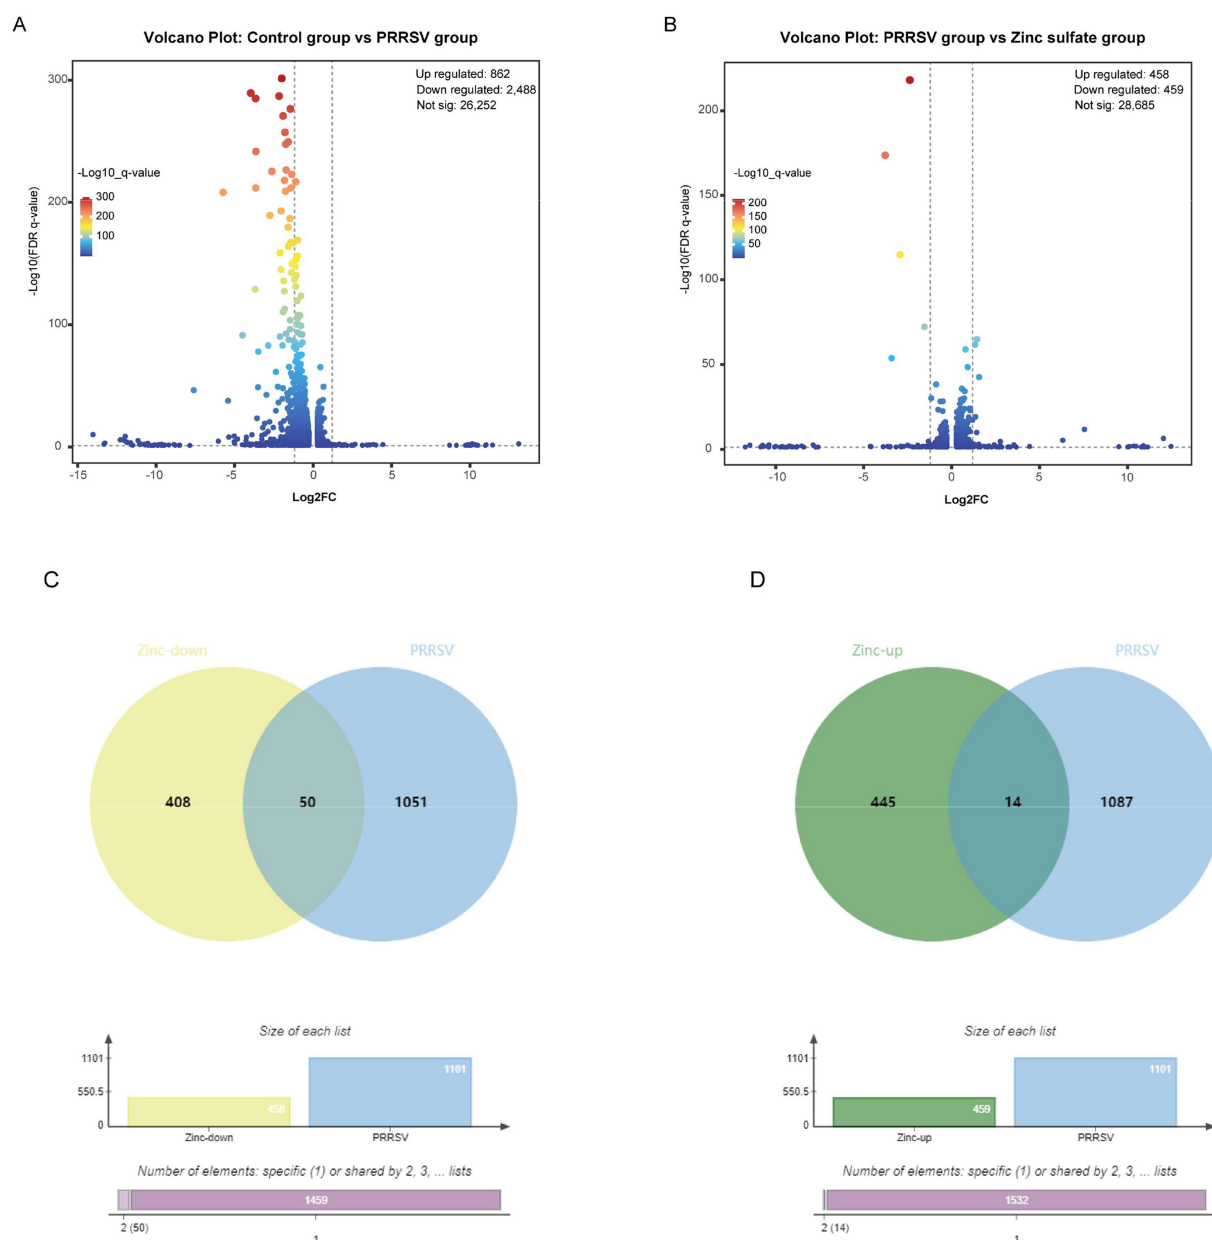 A
Volcano Plot: Control group vs PRRSV group
Up regulated: 862
Down regulated: 2,488
Not sig: 26,252
-Log10_q-value
300
200
100
-Log10(FDR q-value)
300
200
100
0
-15
-10
-5
0
5
10
Log2FC
B
Volcano Plot: PRRSV group vs Zinc sulfate group
Up regulated: 458
Down regulated: 459
Not sig: 28,685
-Log10_q-value
200
150
100
50
-Log10(FDR q-value)
200
150
100
50
0
-10
-5
0
5
10
Log2FC
C
Zinc-down
PRRSV
408
50
1051
Size of each list
1101
550.5
0
458
1101
Zinc-down
PRRSV
Number of elements: specific (1) or shared by 2, 3, ... lists
1459
2 (50)
1
D
Zinc-up
PRRSV
445
14
1087
Size of each list
1101
550.5
0
459
1101
Zinc-up
PRRSV
Number of elements: specific (1) or shared by 2, 3, ... lists
1532
2 (14)
1